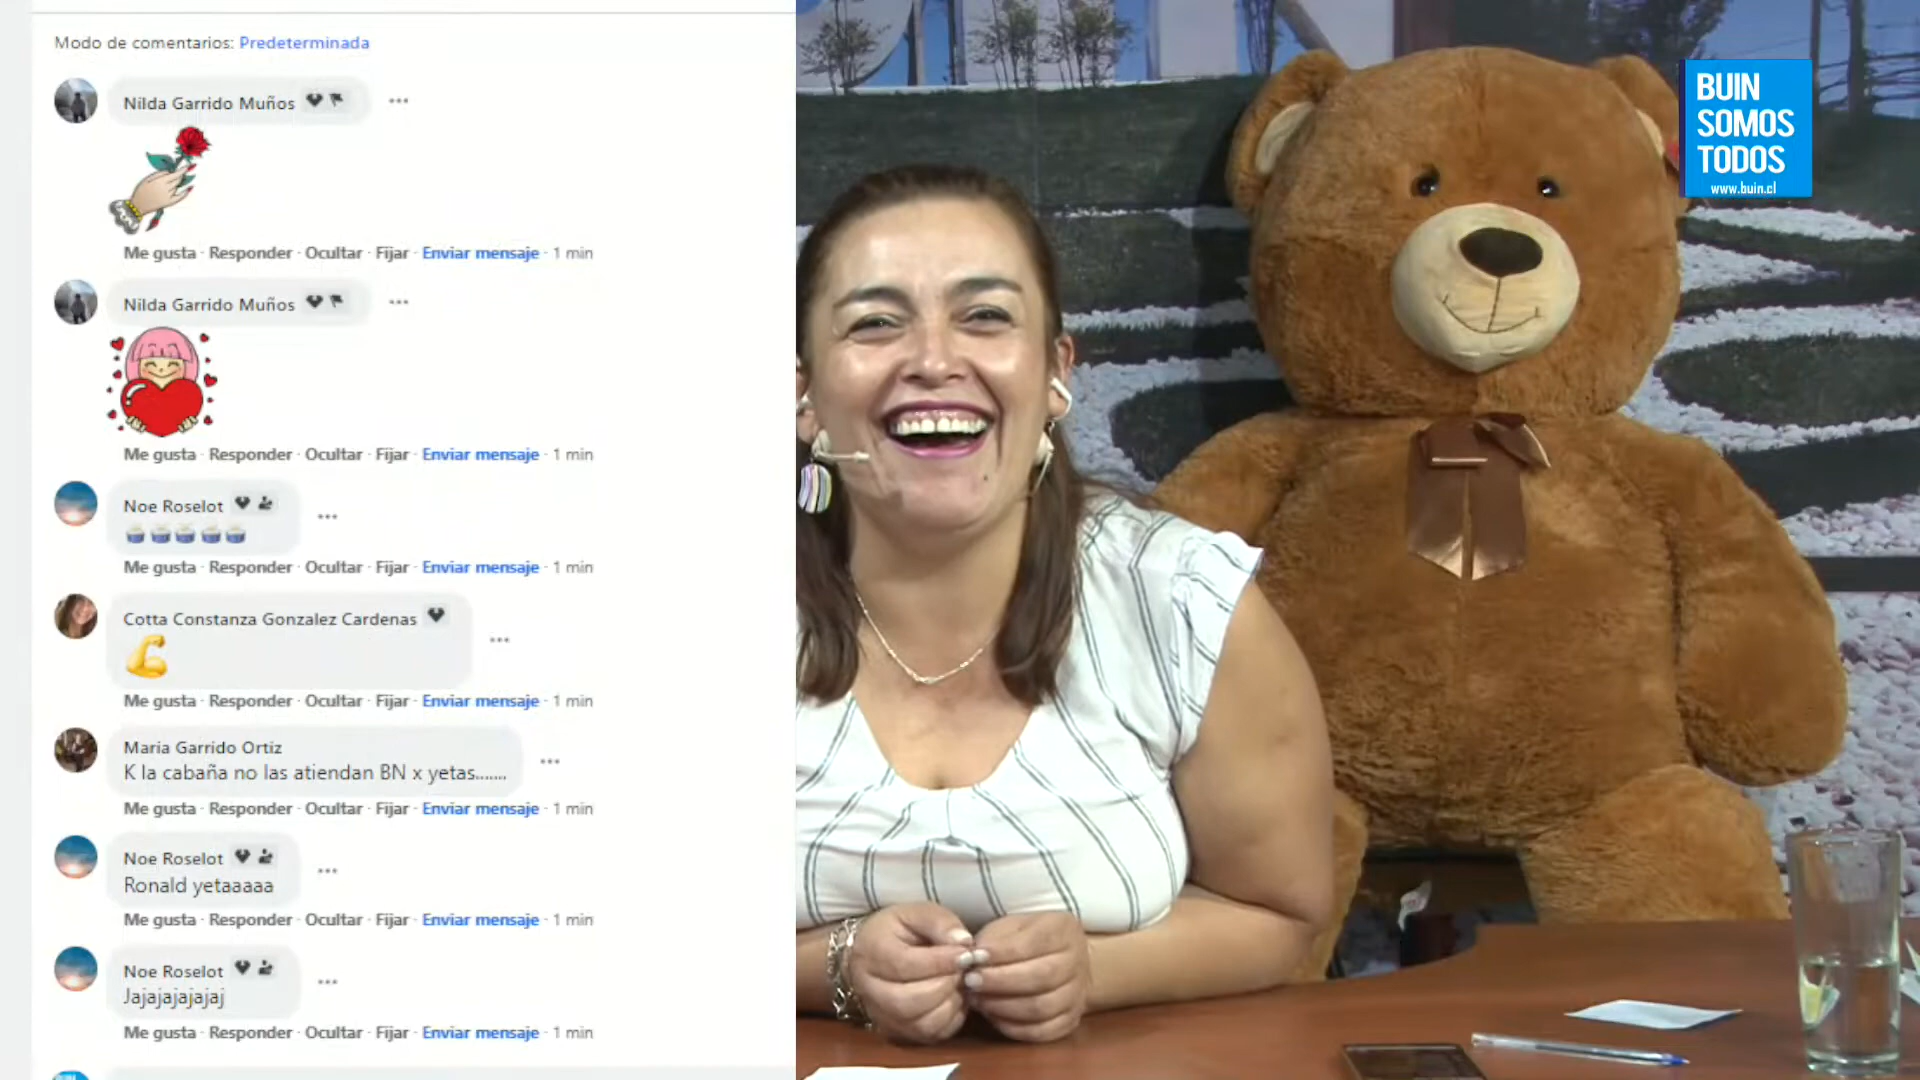 Modo de comentarios: Predeterminada
Nilda Garrido Muños
Me gusta · Responder · Ocultar · Fijar · Enviar mensaje · 1 min
Nilda Garrido Muños
Me gusta · Responder · Ocultar · Fijar · Enviar mensaje · 1 min
Noe Roselot
Me gusta · Responder · Ocultar · Fijar · Enviar mensaje · 1 min
Cotta Constanza Gonzalez Cardenas
Me gusta · Responder · Ocultar · Fijar · Enviar mensaje · 1 min
Maria Garrido Ortiz
K la cabaña no las atiendan BN x yetas.......
Me gusta · Responder · Ocultar · Fijar · Enviar mensaje · 1 min
Noe Roselot
Ronald yetaaaaa
Me gusta · Responder · Ocultar · Fijar · Enviar mensaje · 1 min
Noe Roselot
Jajajajajajaj
Me gusta · Responder · Ocultar · Fijar · Enviar mensaje · 1 min
BUIN
SOMOS
TODOS
www.buin.cl